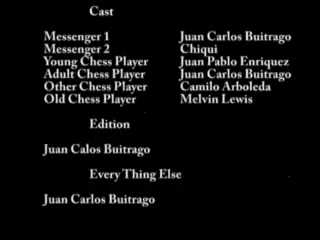 Cast
Messenger 1 Juan Carlos Buitrago
Messenger 2 Chiqui
Young Chess Player Juan Pablo Enriquez
Adult Chess Player Juan Carlos Buitrago
Other Chess Player Camilo Arboleda
Old Chess Player Melvin Lewis
Edition
Juan Calos Buitrago
Every Thing Else
Juan Carlos Buitrago